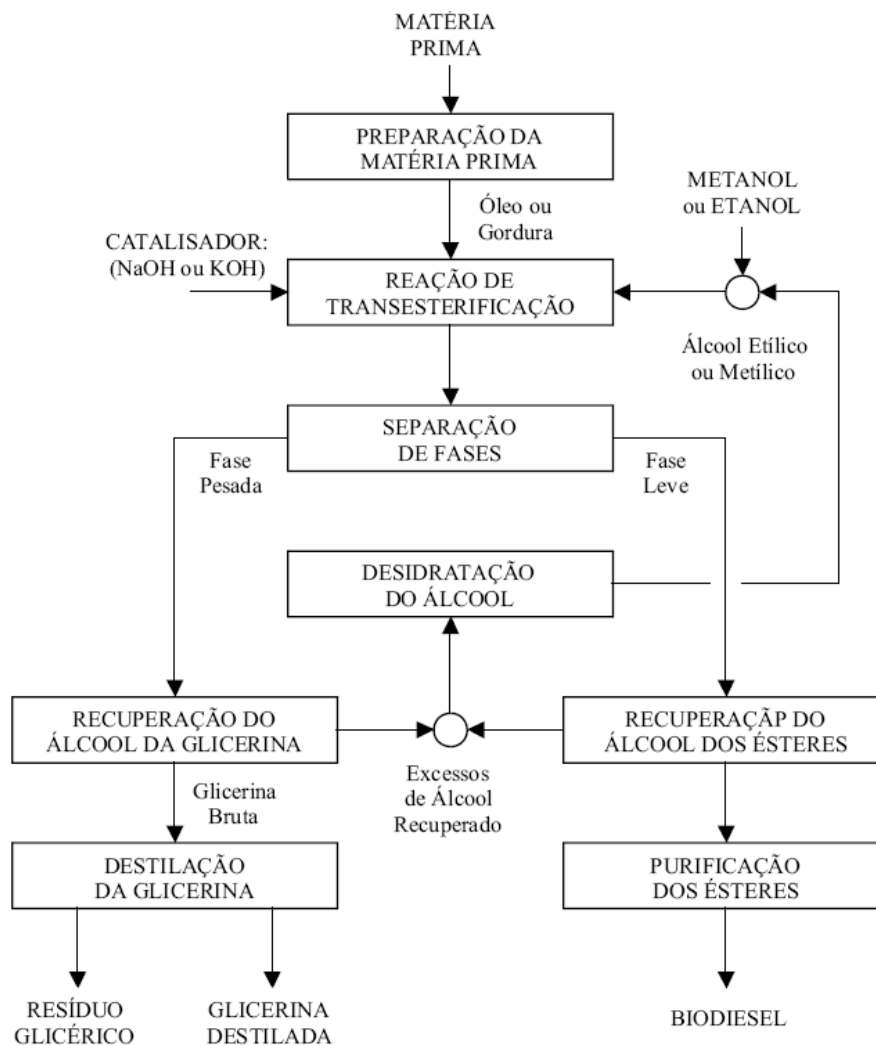 MATÉRIA
PRIMA
PREPARAÇÃO DA
MATÉRIA PRIMA
Óleo ou
Gordura
METANOL
ou ETANOL
CATALISADOR:
(NaOH ou KOH)
REAÇÃO DE
TRANSESTERIFICAÇÃO
Álcool Etílico
ou Metílico
SEPARAÇÃO
DE FASES
Fase
Pesada
Fase
Leve
DESIDRATAÇÃO
DO ÁLCOOL
RECUPERAÇÃO DO
ÁLCOOL DA GLICERINA
RECUPERAÇÃP DO
ÁLCOOL DOS ÉSTERES
Excessos
de Álcool
Recuperado
Glicerina
Bruta
DESTILAÇÃO
DA GLICERINA
PURIFICAÇÃO
DOS ÉSTERES
RESÍDUO
GLICÉRICO
GLICERINA
DESTILADA
BIODIESEL